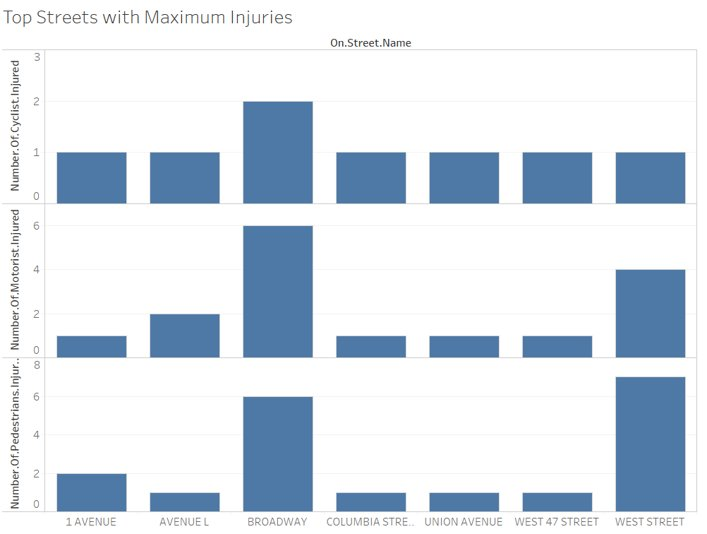 Top Streets with Maximum Injuries
On.Street.Name
Number.Of.Cyclist.Injured
3
2
1
0
Number.Of.Motorist.Injured
6
4
2
0
Number.Of.Pedestrians.Injur..
8
6
4
2
0
1 AVENUE AVENUE L BROADWAY COLUMBIA STRE.. UNION AVENUE WEST 47 STREET WEST STREET